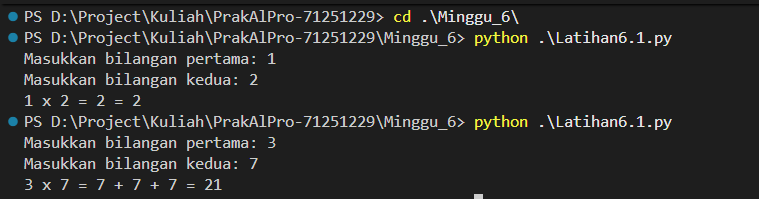 PS D:\Project\Kuliah\PrakAlPro-71251229> cd .\Minggu_6\
PS D:\Project\Kuliah\PrakAlPro-71251229\Minggu_6> python .\Latihan6.1.py
Masukkan bilangan pertama: 1
Masukkan bilangan kedua: 2
1 x 2 = 2 = 2
PS D:\Project\Kuliah\PrakAlPro-71251229\Minggu_6> python .\Latihan6.1.py
Masukkan bilangan pertama: 3
Masukkan bilangan kedua: 7
3 x 7 = 7 + 7 + 7 = 21